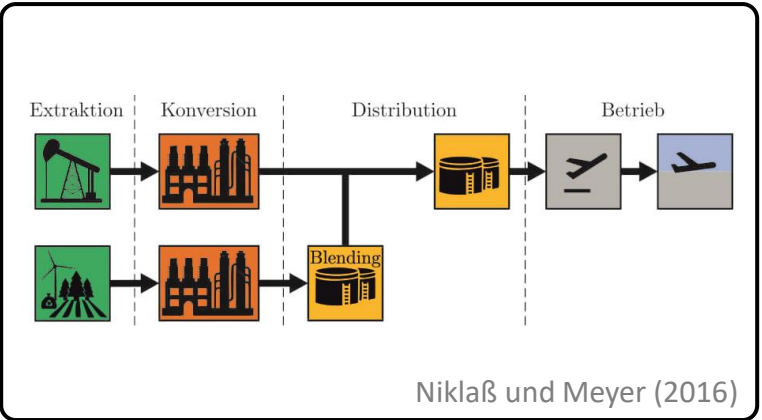 Extraktion Konversion Distribution Betrieb
Blending
Niklaß und Meyer (2016)